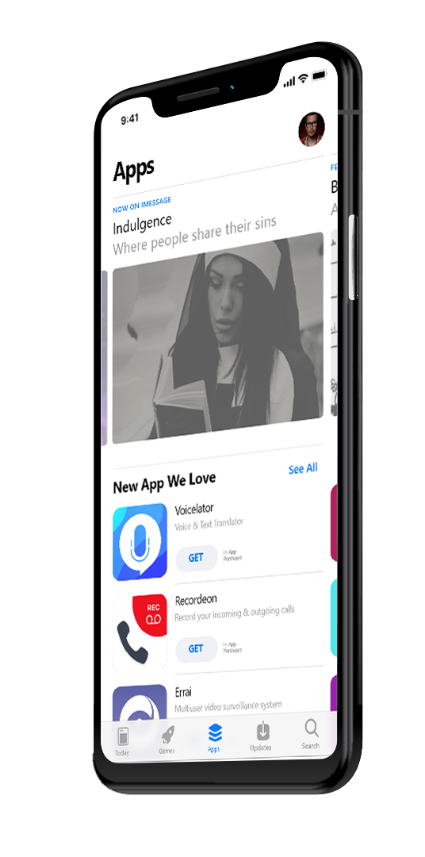 9:41
Apps
NOW ON IMESSAGE
Indulgence
Where people share their sins
FE
B
A
New App We Love
See All
Voicelator
Voice & Text Translator
GET
In App
Purchases
REC
Recordeon
Record your incoming & outgoing calls
GET
In App
Purchases
Errai
Multiuser video surveillance system
Today
Games
Apps
Updates
Search